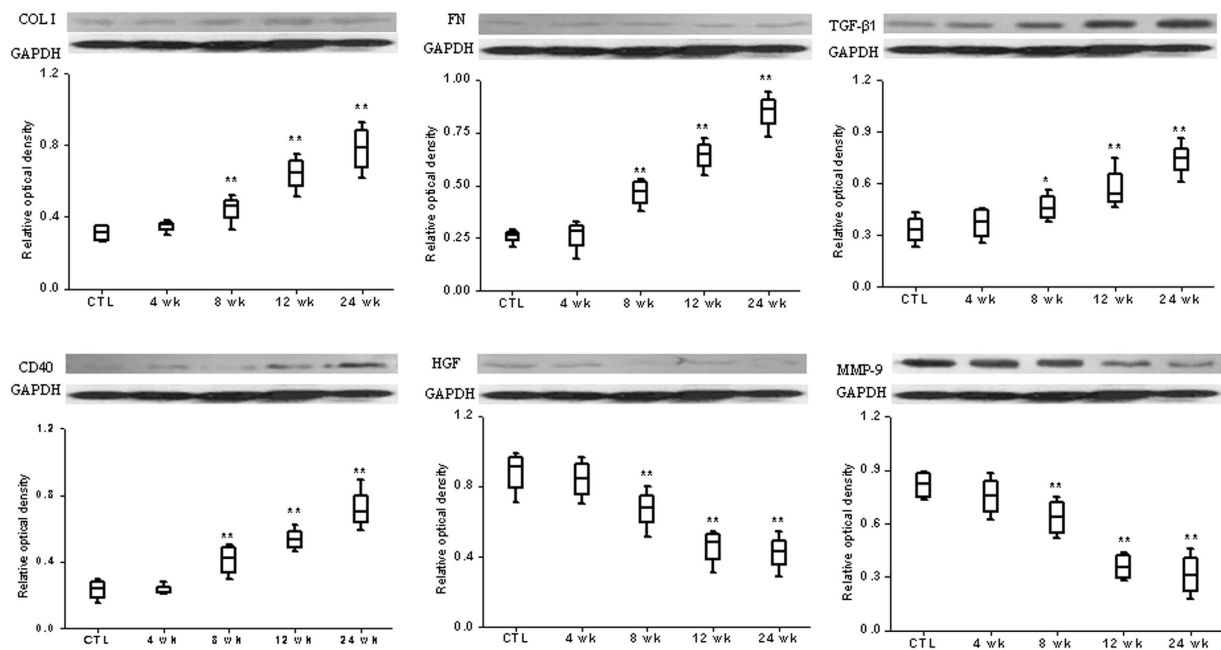 COL I
GAPDH
Relative optical density
1.2
0.8
0.4
0.0
**
**
**
CTL 4 wk 8 wk 12 wk 24 wk
FN
GAPDH
Relative optical density
1.00
0.75
0.50
0.25
0.00
**
**
**
CTL 4 wk 8 wk 12 wk 24 wk
TGF-β1
GAPDH
Relative optical density
1.2
0.9
0.6
0.3
0.0
*
**
**
CTL 4 wk 8 wk 12 wk 24 wk
CD40
GAPDH
Relative optical density
1.2
0.8
0.4
0.0
**
**
**
CTL 4 wk 8 wk 12 wk 24 wk
HGF
GAPDH
Relative optical density
1.2
0.8
0.4
0.0
**
**
**
CTL 4 wk 8 wk 12 wk 24 wk
MMP-9
GAPDH
Relative optical density
1.2
0.9
0.6
0.3
0.0
**
**
**
CTL 4 wk 8 wk 12 wk 24 wk